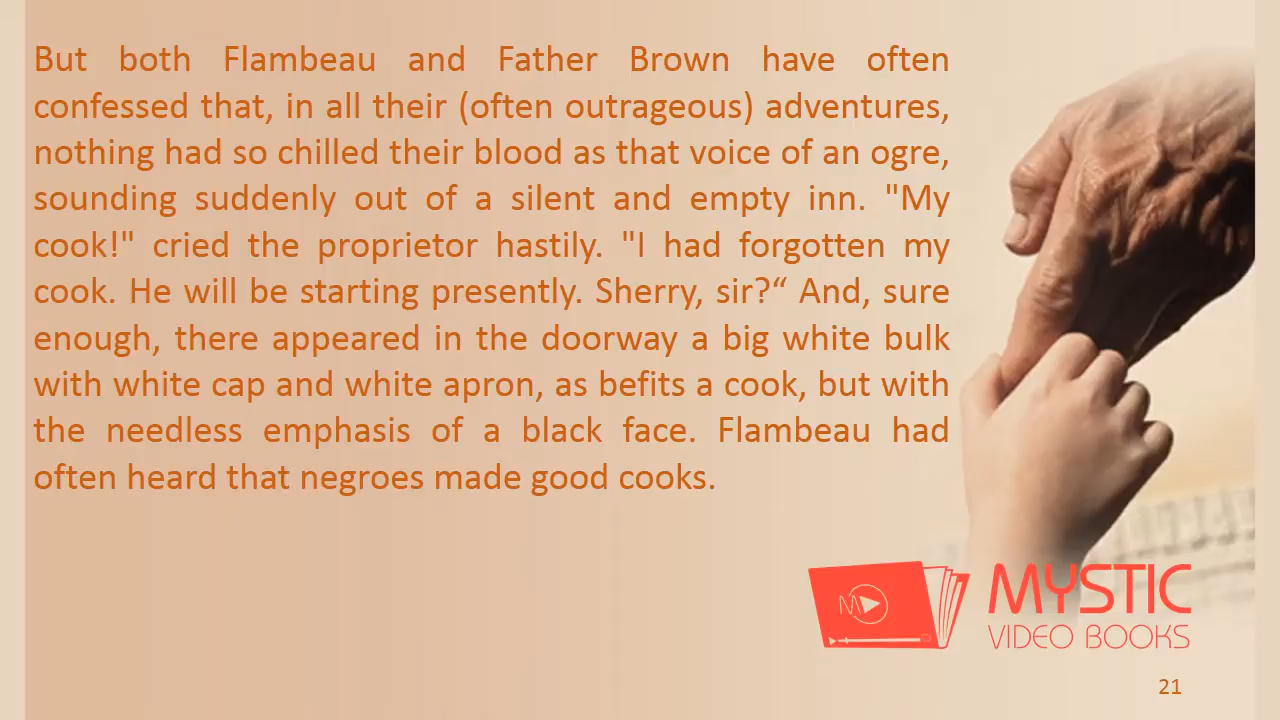 But both Flambeau and Father Brown have often
confessed that, in all their (often outrageous) adventures,
nothing had so chilled their blood as that voice of an ogre,
sounding suddenly out of a silent and empty inn. "My
cook!" cried the proprietor hastily. "I had forgotten my
cook. He will be starting presently. Sherry, sir?“ And, sure
enough, there appeared in the doorway a big white bulk
with white cap and white apron, as befits a cook, but with
the needless emphasis of a black face. Flambeau had
often heard that negroes made good cooks.
M
MYSTIC
VIDEO BOOKS
21